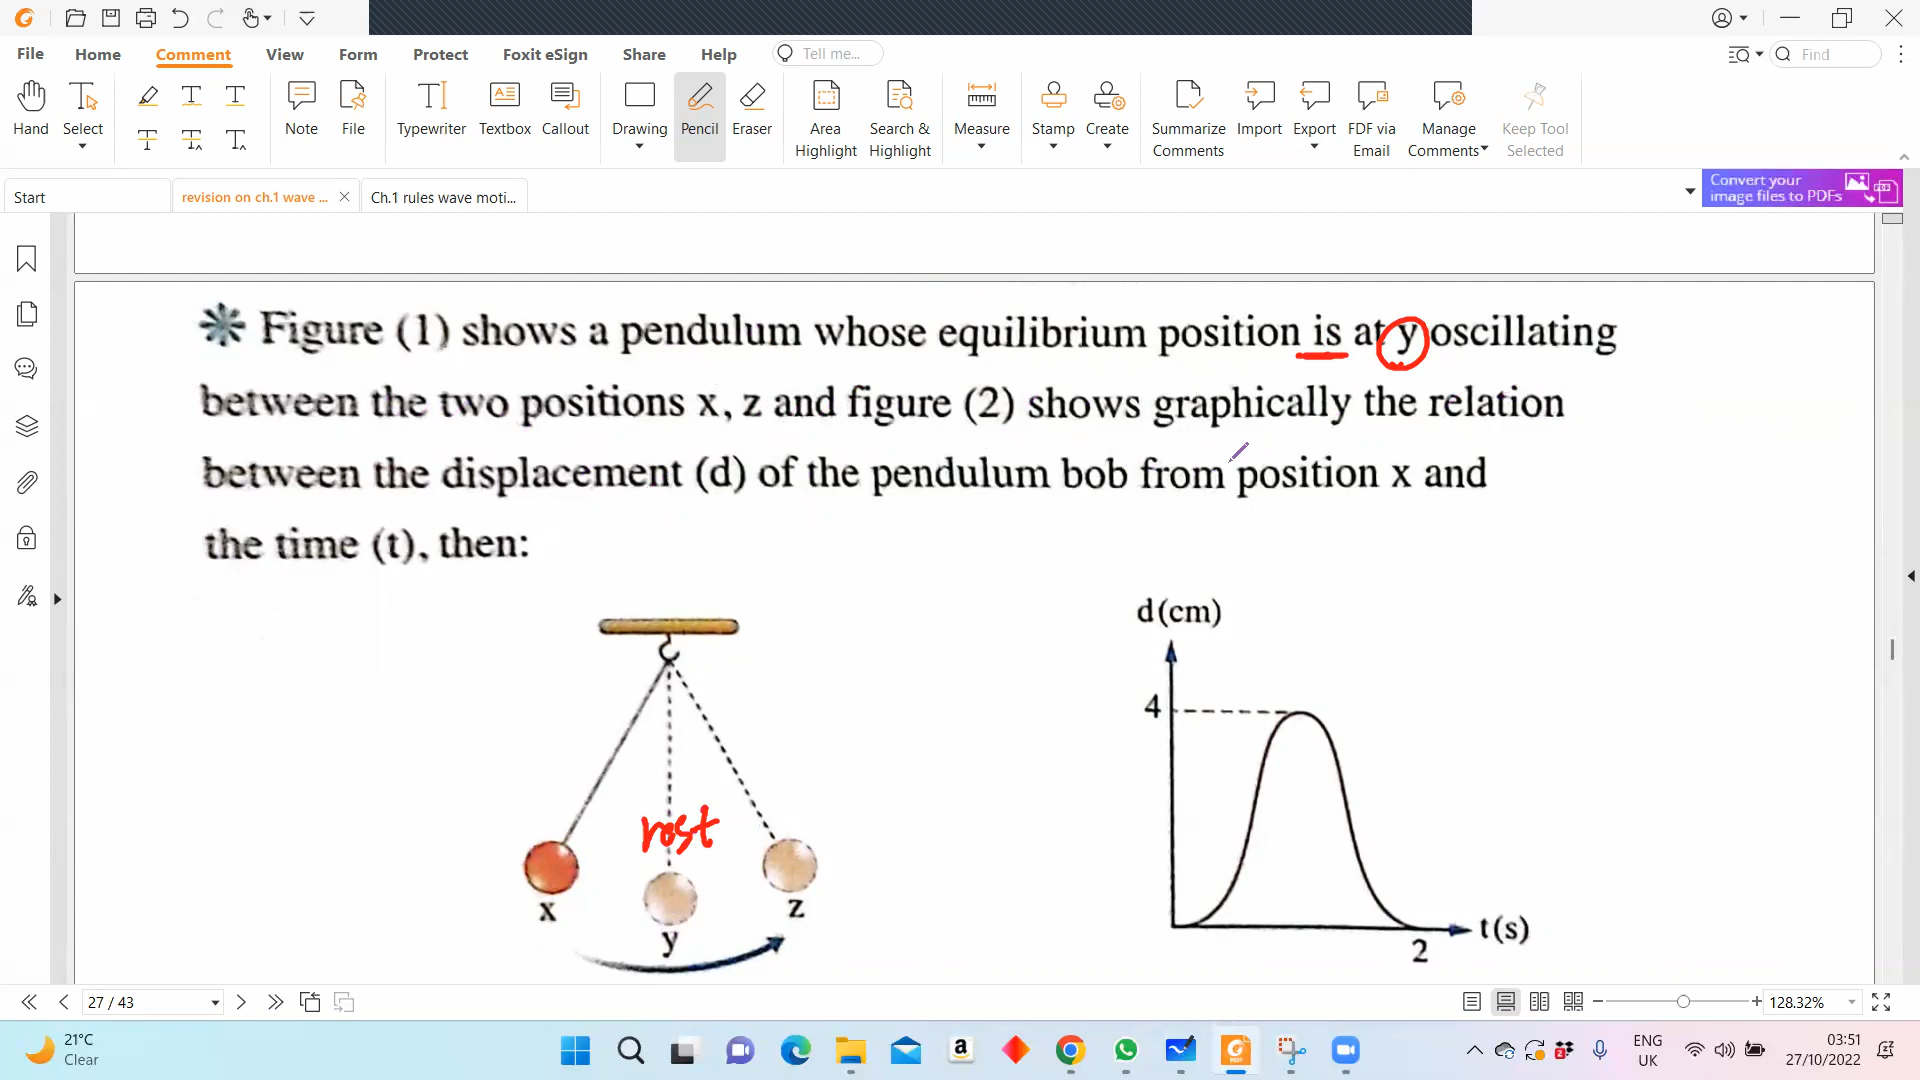 File
Home
Comment
View
Form
Protect
Foxit eSign
Share
Help
Tell me...
Find
Hand
Select
Note
File
Typewriter
Textbox
Callout
Drawing
Pencil
Eraser
Area Highlight
Search & Highlight
Measure
Stamp
Create
Summarize Comments
Import
Export
FDF via Email
Manage Comments
Keep Tool Selected
Start
revision on ch.1 wave ...
Ch.1 rules wave moti...
Convert your
image files to PDFs
Figure (1) shows a pendulum whose equilibrium position is at y oscillating
between the two positions x, z and figure (2) shows graphically the relation
between the displacement (d) of the pendulum bob from position x and
the time (t), then:
d(cm)
4
rest
x
z
y
t(s)
2
27 / 43
128.32%
21°C
Clear
ENG
UK
03:51
27/10/2022